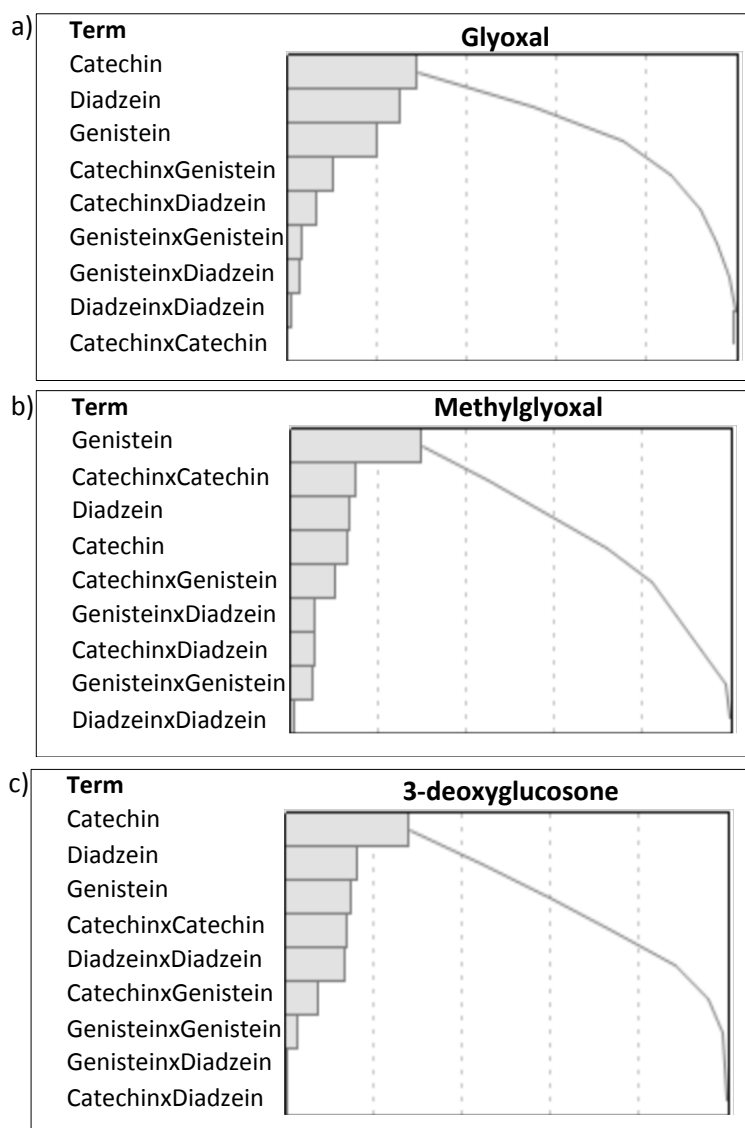 a)
Term
Glyoxal
Catechin
Diadzein
Genistein
CatechinxGenistein
CatechinxDiadzein
GenisteinxGenistein
GenisteinxDiadzein
DiadzeinxDiadzein
CatechinxCatechin
b)
Term
Methylglyoxal
Genistein
CatechinxCatechin
Diadzein
Catechin
CatechinxGenistein
GenisteinxDiadzein
CatechinxDiadzein
GenisteinxGenistein
DiadzeinxDiadzein
c)
Term
3-deoxyglucosone
Catechin
Diadzein
Genistein
CatechinxCatechin
DiadzeinxDiadzein
CatechinxGenistein
GenisteinxGenistein
GenisteinxDiadzein
CatechinxDiadzein